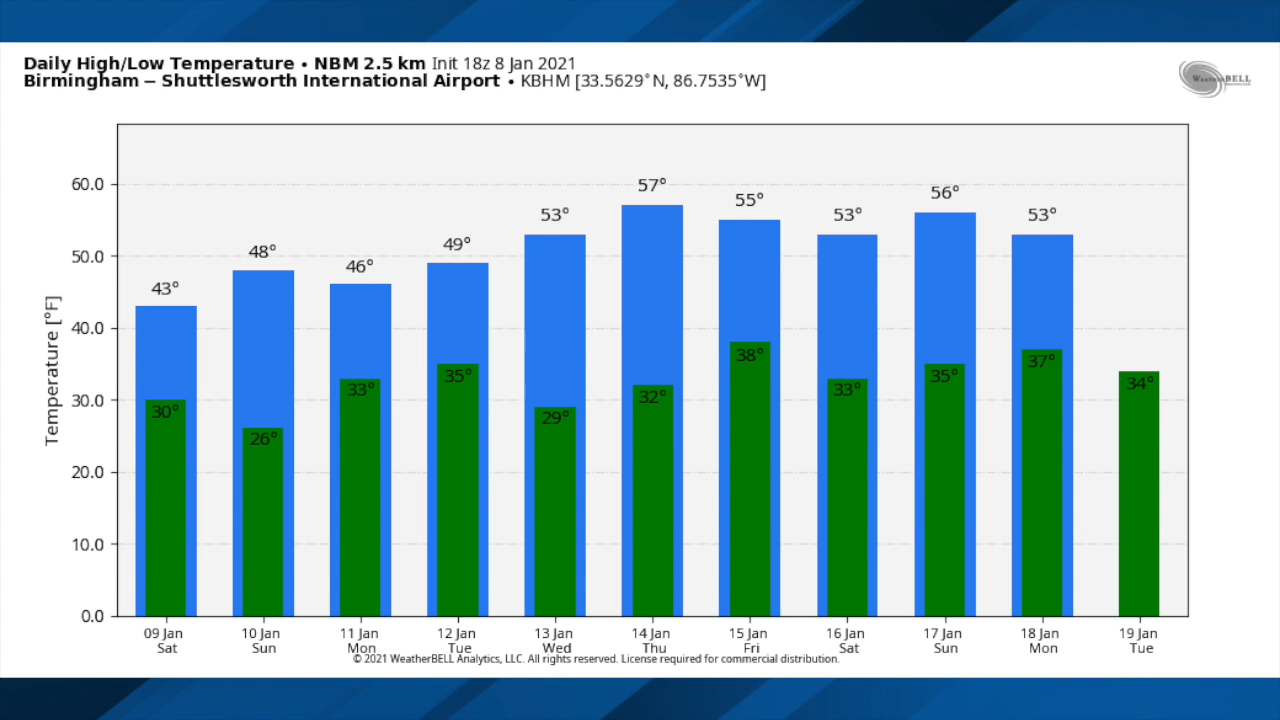 Daily High/Low Temperature • NBM 2.5 km Init 18z 8 Jan 2021
Birmingham — Shuttlesworth International Airport • KBHM [33.5629°N, 86.7535°W]
WeatherBELL
Temperature [°F]
60.0
50.0
40.0
30.0
20.0
10.0
0.0
43° 48° 46° 49° 53° 57° 55° 53° 56° 53°
30° 26° 33° 35° 29° 32° 38° 33° 35° 37° 34°
09 Jan 10 Jan 11 Jan 12 Jan 13 Jan 14 Jan 15 Jan 16 Jan 17 Jan 18 Jan 19 Jan
Sat Sun Mon Tue Wed Thu Fri Sat Sun Mon Tue
© 2021 WeatherBELL Analytics, LLC. All rights reserved. License required for commercial distribution.